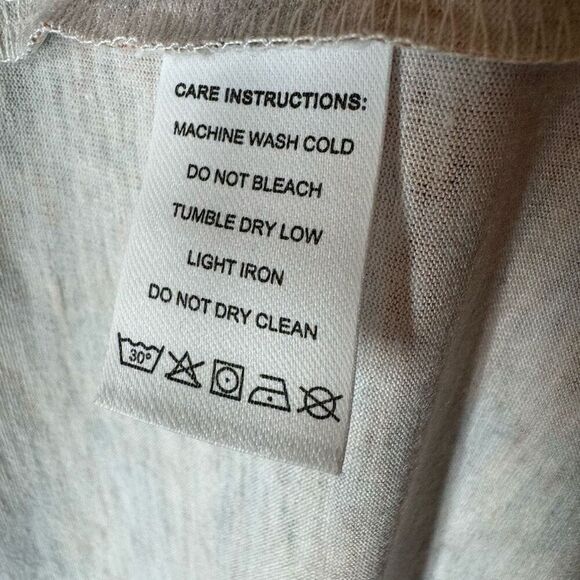 CARE INSTRUCTIONS:
MACHINE WASH COLD
DO NOT BLEACH
TUMBLE DRY LOW
LIGHT IRON
DO NOT DRY CLEAN
30°